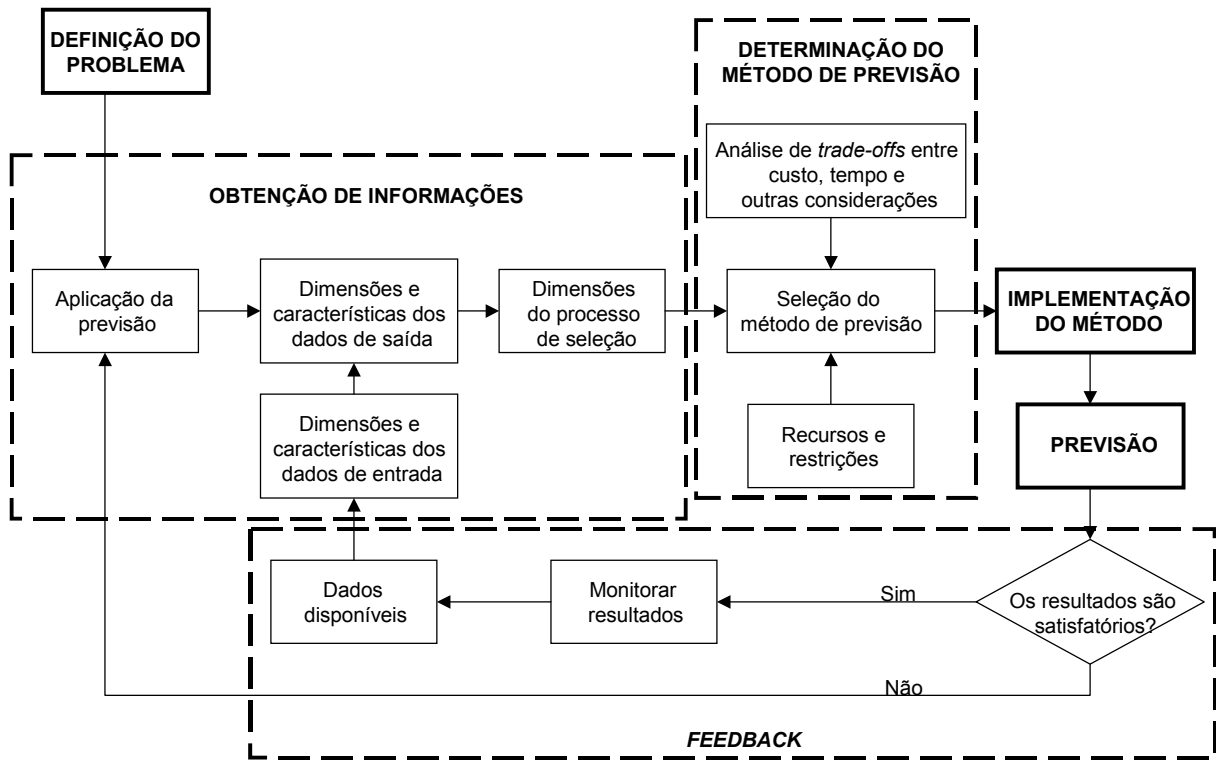 DEFINIÇÃO DO
PROBLEMA
DETERMINAÇÃO DO
MÉTODO DE PREVISÃO
Análise de trade-offs entre
custo, tempo e
outras considerações
OBTENÇÃO DE INFORMAÇÕES
Aplicação da
previsão
Dimensões e
características dos
dados de saída
Dimensões
do processo
de seleção
Seleção do
método de previsão
IMPLEMENTAÇÃO
DO MÉTODO
Dimensões e
características dos
dados de entrada
Recursos e
restrições
PREVISÃO
Dados
disponíveis
Monitorar
resultados
Sim
Os resultados são
satisfatórios?
Não
FEEDBACK